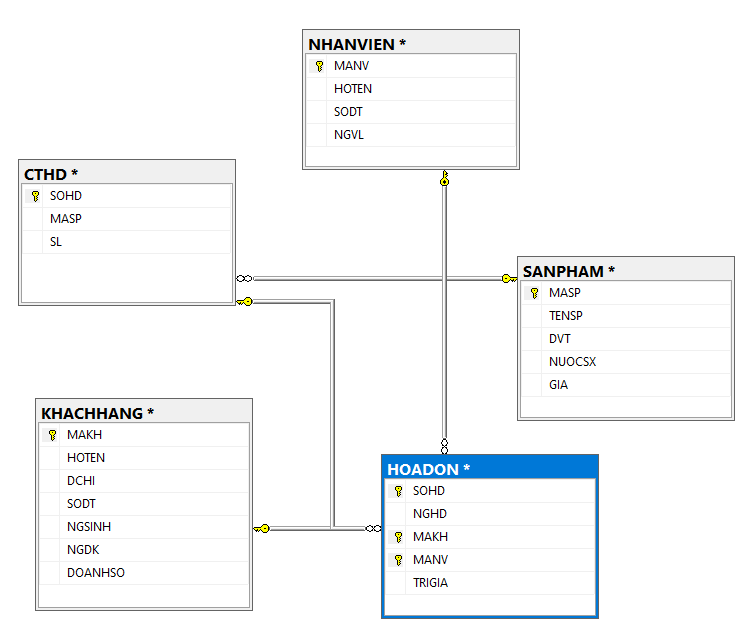 NHANVIEN *
MANV
HOTEN
SODT
NGVL
CTHD *
SOHD
MASP
SL
SANPHAM *
MASP
TENSP
DVT
NUOCSX
GIA
KHACHHANG *
MAKH
HOTEN
DCHI
SODT
NGSINH
NGDK
DOANHSO
HOADON *
SOHD
NGHD
MAKH
MANV
TRIGIA